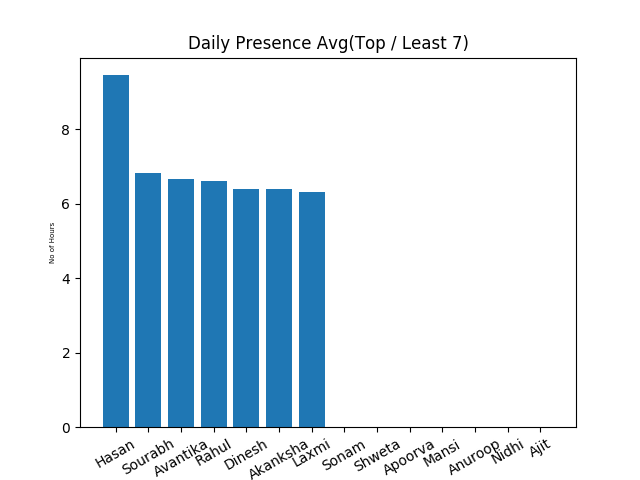 Daily Presence Avg(Top / Least 7)
No of Hours
8
6
4
2
0
Hasan
Sourabh
Avantika
Rahul
Dinesh
Akanksha
Laxmi
Sonam
Shweta
Apoorva
Mansi
Anuroop
Nidhi
Ajit